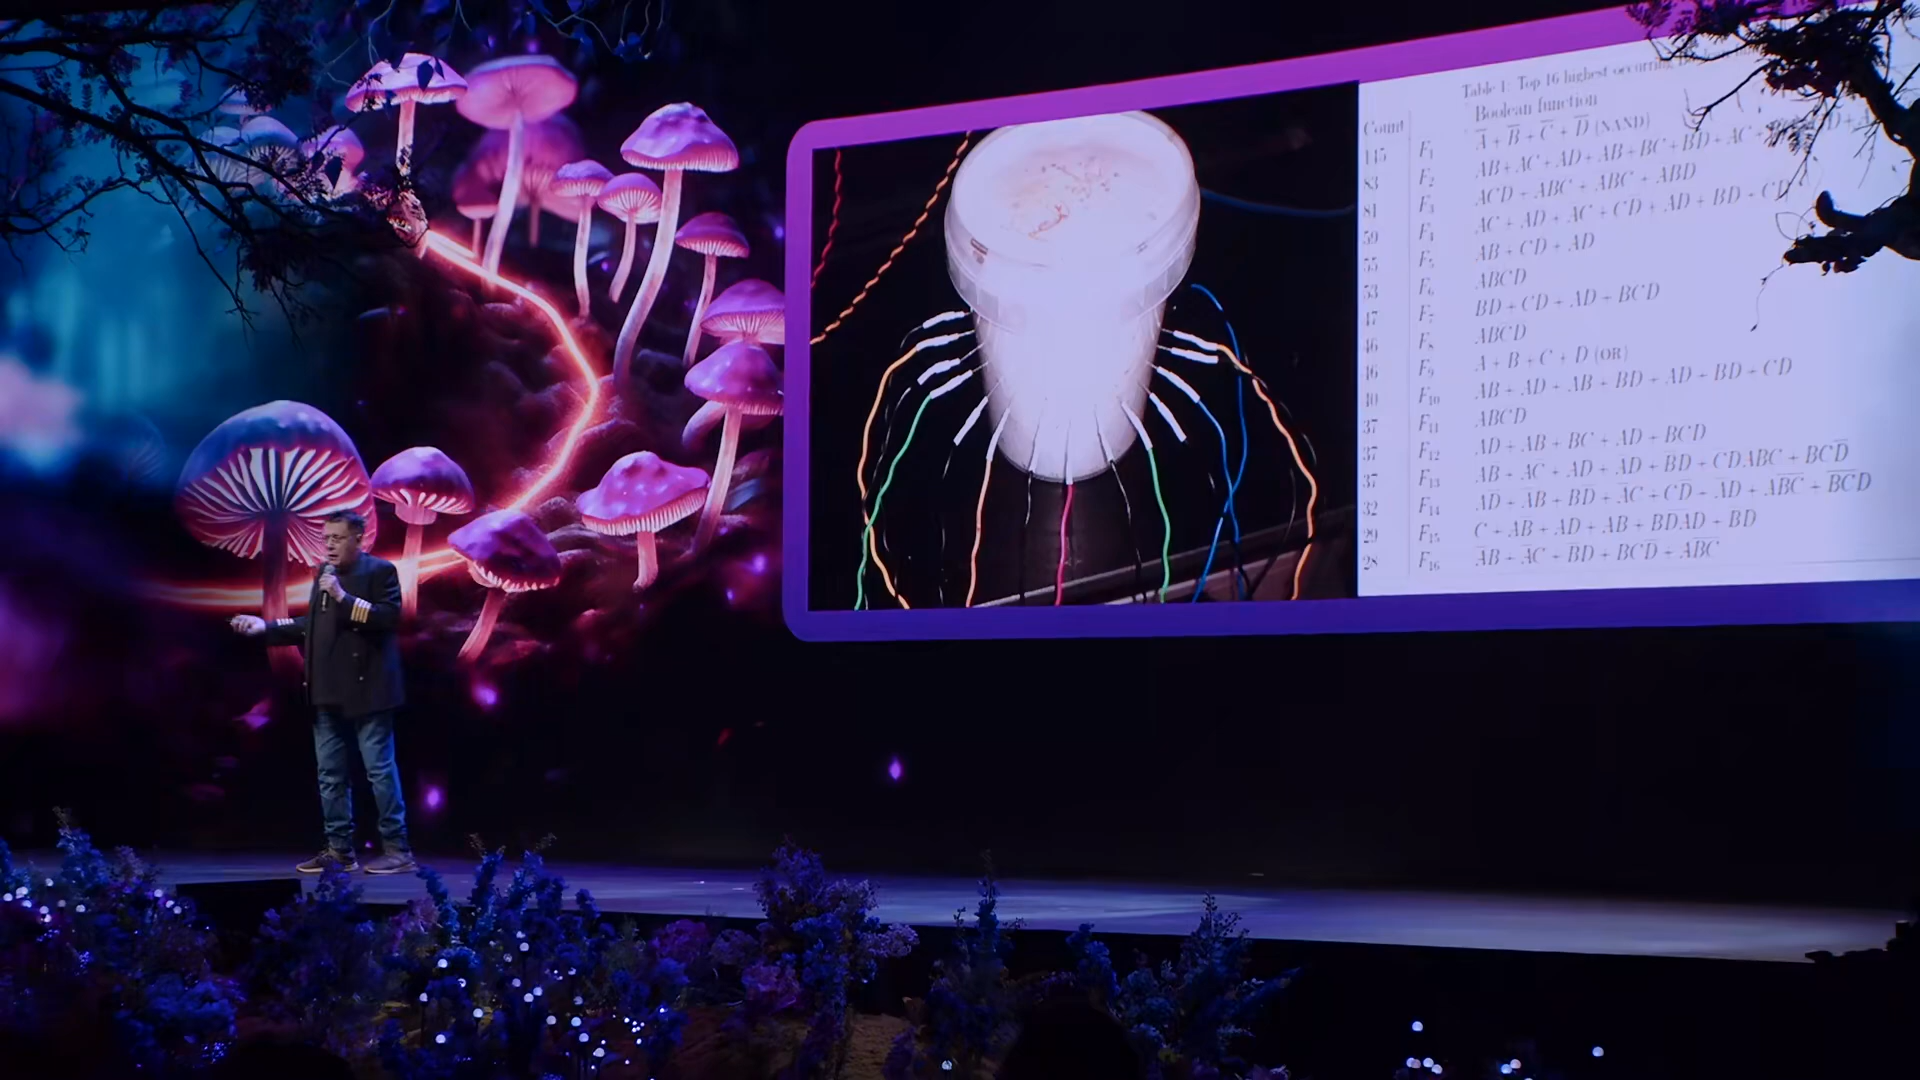 Table 1: Top 16 highest occurring
Count Boolean function
145 F₁ A̅ + B̅ + C̅ + D̅ (NAND)
83 F₂ AB + AC + AD + AB + BC + BD + AC
81 F₃ ACD + ABC + ABC + ABD
59 F₄ AC + AD + AC + CD + AD + BD + CD
55 F₅ AB + CD + AD
53 F₆ ABCD
47 F₇ BD + CD + AD + BCD
46 F₈ ABCD
46 F₉ A + B + C + D (OR)
40 F₁₀ AB + AD + AB + BD + AD + BD + CD
37 F₁₁ ABCD
37 F₁₂ AD + AB + BC + AD + BCD
37 F₁₃ AB + AC + AD + AD + BD + CDABC + BCD̅
32 F₁₄ AD + AB + BD + AC + CD + AD + AB̅C̅ + B̅C̅D
29 F₁₅ C + AB + AD + AB + BDAD + BD
28 F₁₆ A̅B + A̅C + BD + BCD̅ + AB̅C̅